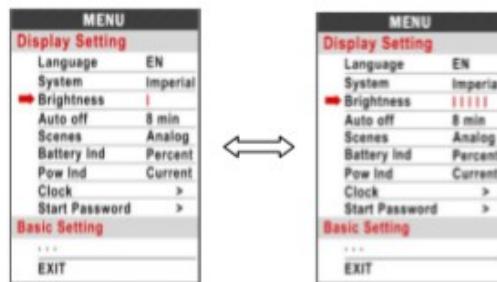 MENU
Display Setting
Language EN
System Imperial
Brightness I
Auto off 8 min
Scenes Analog
Battery Ind Percent
Pow Ind Current
Clock >
Start Password >
Basic Setting
...
EXIT
MENU
Display Setting
Language EN
System Imperia
Brightness I I I I I
Auto off 8 min
Scenes Analog
Battery Ind Percent
Pow Ind Current
Clock >
Start Password >
Basic Setting
...
EXIT